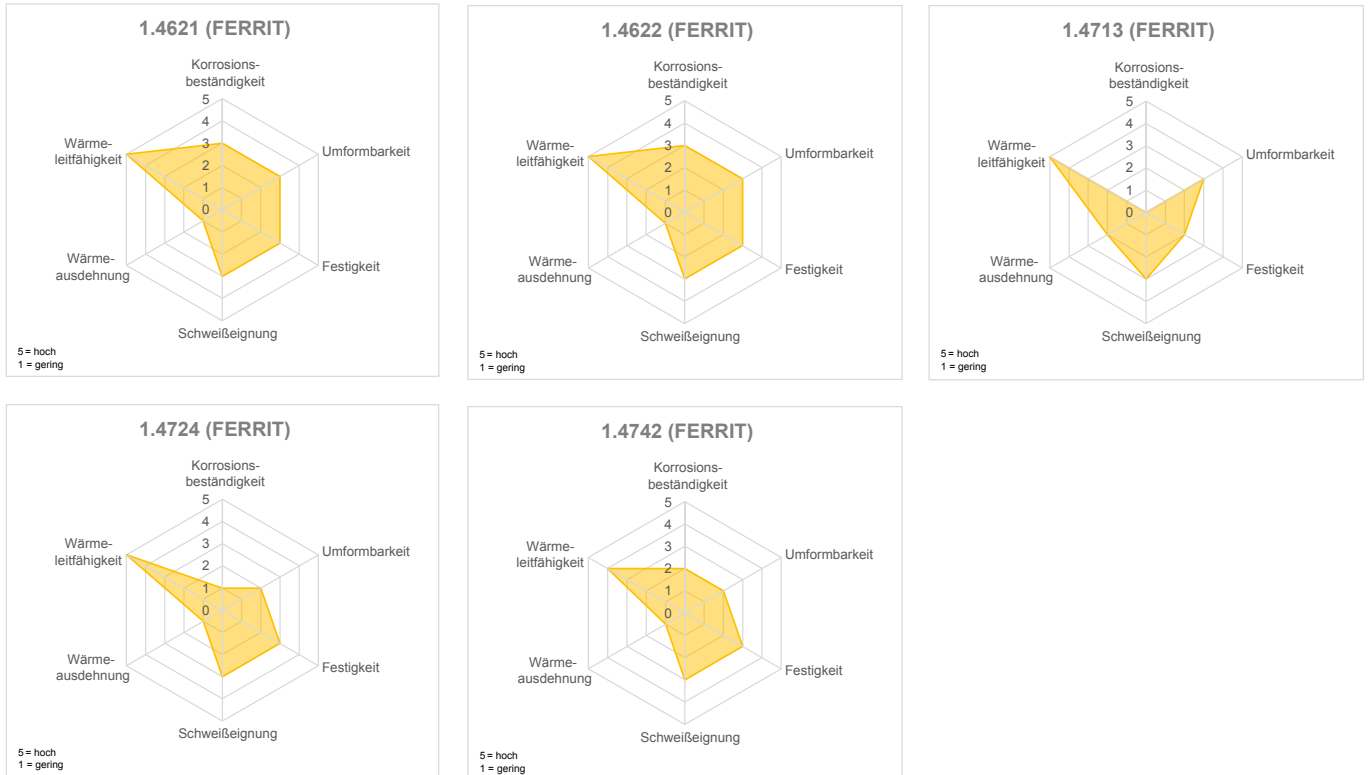 1.4621 (FERRIT)
Korrosions-
beständigkeit
5
4
3
2
1
0
Umformbarkeit
Festigkeit
Schweißeignung
Wärme-
ausdehnung
Wärme-
leitfähigkeit
5 = hoch
1 = gering
1.4622 (FERRIT)
Korrosions-
beständigkeit
5
4
3
2
1
0
Umformbarkeit
Festigkeit
Schweißeignung
Wärme-
ausdehnung
Wärme-
leitfähigkeit
5 = hoch
1 = gering
1.4713 (FERRIT)
Korrosions-
beständigkeit
5
4
3
2
1
0
Umformbarkeit
Festigkeit
Schweißeignung
Wärme-
ausdehnung
Wärme-
leitfähigkeit
5 = hoch
1 = gering
1.4724 (FERRIT)
Korrosions-
beständigkeit
5
4
3
2
1
0
Umformbarkeit
Festigkeit
Schweißeignung
Wärme-
ausdehnung
Wärme-
leitfähigkeit
5 = hoch
1 = gering
1.4742 (FERRIT)
Korrosions-
beständigkeit
5
4
3
2
1
0
Umformbarkeit
Festigkeit
Schweißeignung
Wärme-
ausdehnung
Wärme-
leitfähigkeit
5 = hoch
1 = gering